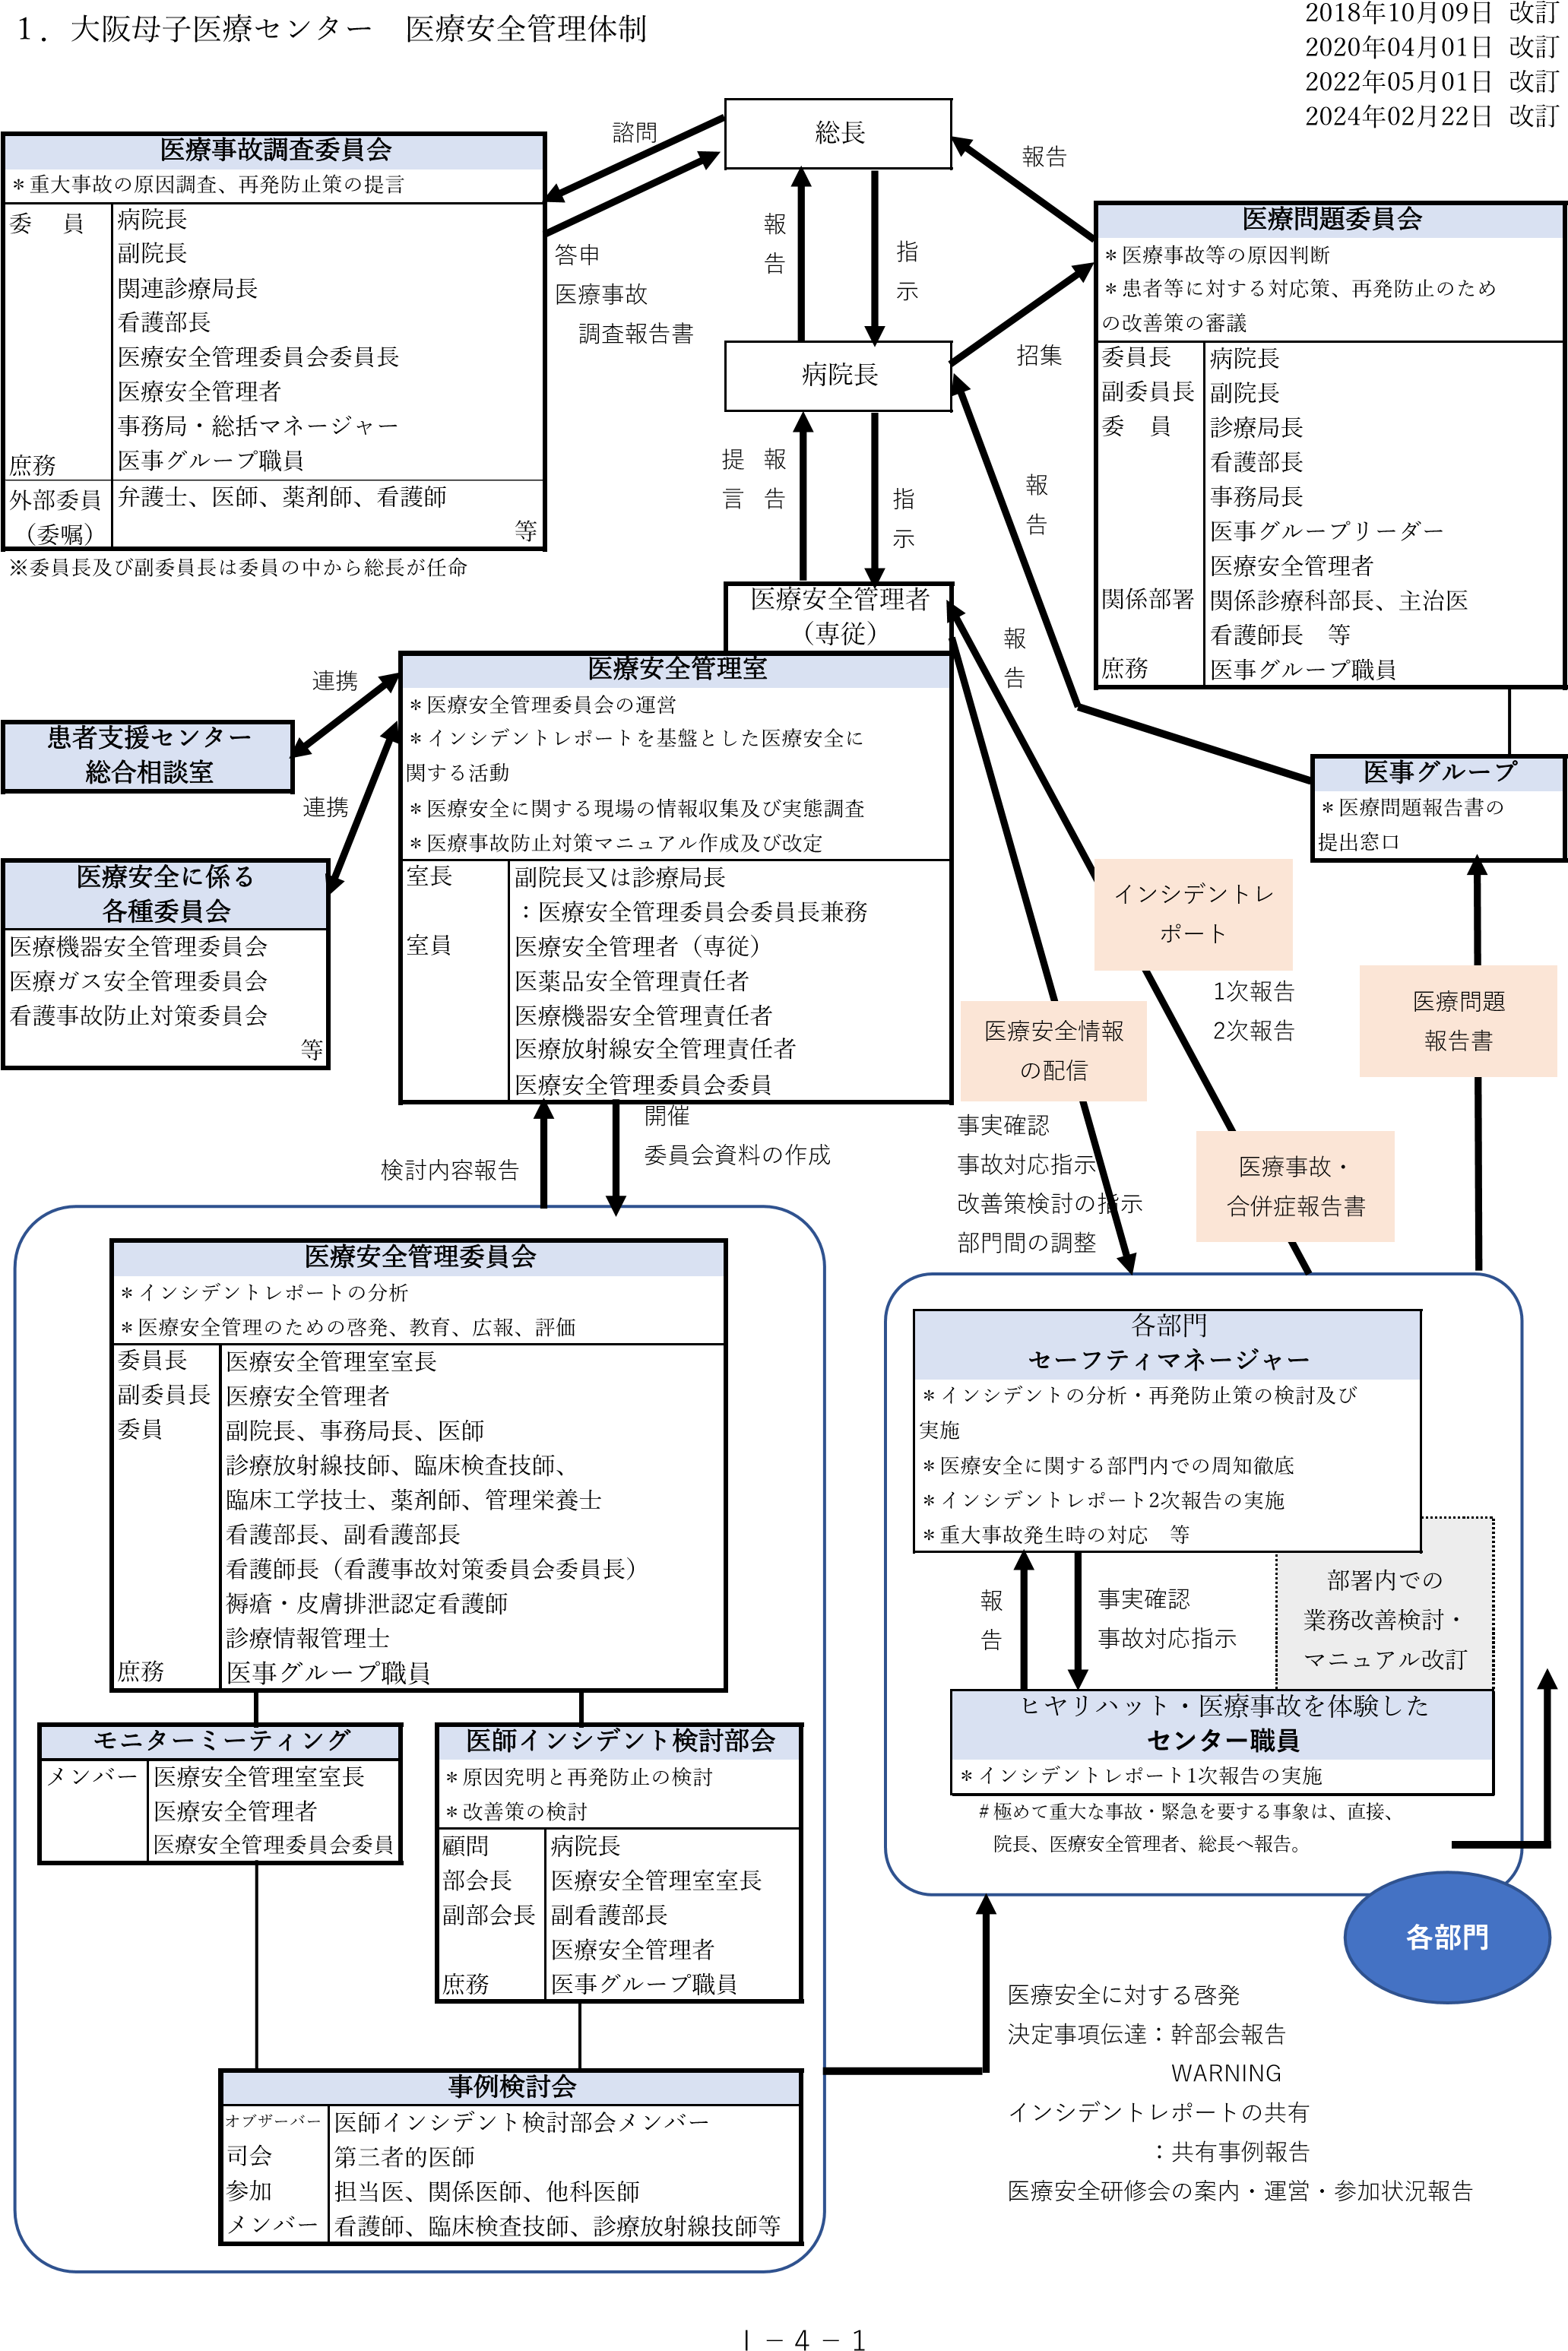 1．大阪母子医療センター　医療安全管理体制
2018年10月09日 改訂
2020年04月01日 改訂
2022年05月01日 改訂
2024年02月22日 改訂
総長
諮問
報告
医療事故調査委員会
＊重大事故の原因調査、再発防止策の提言
委　員
病院長
副院長
関連診療局長
看護部長
医療安全管理委員会委員長
医療安全管理者
事務局・総括マネージャー
庶務
医事グループ職員
外部委員
（委嘱）
弁護士、医師、薬剤師、看護師
等
※委員長及び副委員長は委員の中から総長が任命
答申
医療事故
調査報告書
報告
指示
病院長
招集
医療問題委員会
＊医療事故等の原因判断
＊患者等に対する対応策、再発防止のため
の改善策の審議
委員長
病院長
副委員長
副院長
委　員
診療局長
看護部長
事務局長
医事グループリーダー
医療安全管理者
関係部署
関係診療科部長、主治医
看護師長　等
庶務
医事グループ職員
提言
報告
指示
報告
報告
医療安全管理者
（専従）
医療安全管理室
＊医療安全管理委員会の運営
＊インシデントレポートを基盤とした医療安全に
関する活動
＊医療安全に関する現場の情報収集及び実態調査
＊医療事故防止対策マニュアル作成及び改定
室長
副院長又は診療局長
：医療安全管理委員会委員長兼務
室員
医療安全管理者（専従）
医薬品安全管理責任者
医療機器安全管理責任者
医療放射線安全管理責任者
医療安全管理委員会委員
連携
患者支援センター
総合相談室
連携
医療安全に係る
各種委員会
医療機器安全管理委員会
医療ガス安全管理委員会
看護事故防止対策委員会
等
医事グループ
＊医療問題報告書の
提出窓口
インシデントレ
ポート
1次報告
2次報告
医療問題
報告書
医療安全情報
の配信
事実確認
事故対応指示
改善策検討の指示
部門間の調整
医療事故・
合併症報告書
検討内容報告
開催
委員会資料の作成
医療安全管理委員会
＊インシデントレポートの分析
＊医療安全管理のための啓発、教育、広報、評価
委員長
医療安全管理室室長
副委員長
医療安全管理者
委員
副院長、事務局長、医師
診療放射線技師、臨床検査技師、
臨床工学技士、薬剤師、管理栄養士
看護部長、副看護部長
看護師長（看護事故対策委員会委員長）
褥瘡・皮膚排泄認定看護師
診療情報管理士
庶務
医事グループ職員
モニターミーティング
メンバー
医療安全管理室室長
医療安全管理者
医療安全管理委員会委員
医師インシデント検討部会
＊原因究明と再発防止の検討
＊改善策の検討
顧問
病院長
部会長
医療安全管理室室長
副部会長
副看護部長
医療安全管理者
庶務
医事グループ職員
事例検討会
オブザーバー
医師インシデント検討部会メンバー
司会
第三者的医師
参加
担当医、関係医師、他科医師
メンバー
看護師、臨床検査技師、診療放射線技師等
各部門
セーフティマネージャー
＊インシデントの分析・再発防止策の検討及び
実施
＊医療安全に関する部門内での周知徹底
＊インシデントレポート2次報告の実施
＊重大事故発生時の対応　等
報告
事実確認
事故対応指示
部署内での
業務改善検討・
マニュアル改訂
ヒヤリハット・医療事故を体験した
センター職員
＊インシデントレポート1次報告の実施
＃極めて重大な事故・緊急を要する事象は、直接、
院長、医療安全管理者、総長へ報告。
各部門
医療安全に対する啓発
決定事項伝達：幹部会報告
WARNING
インシデントレポートの共有
：共有事例報告
医療安全研修会の案内・運営・参加状況報告
Ⅰ－4－1